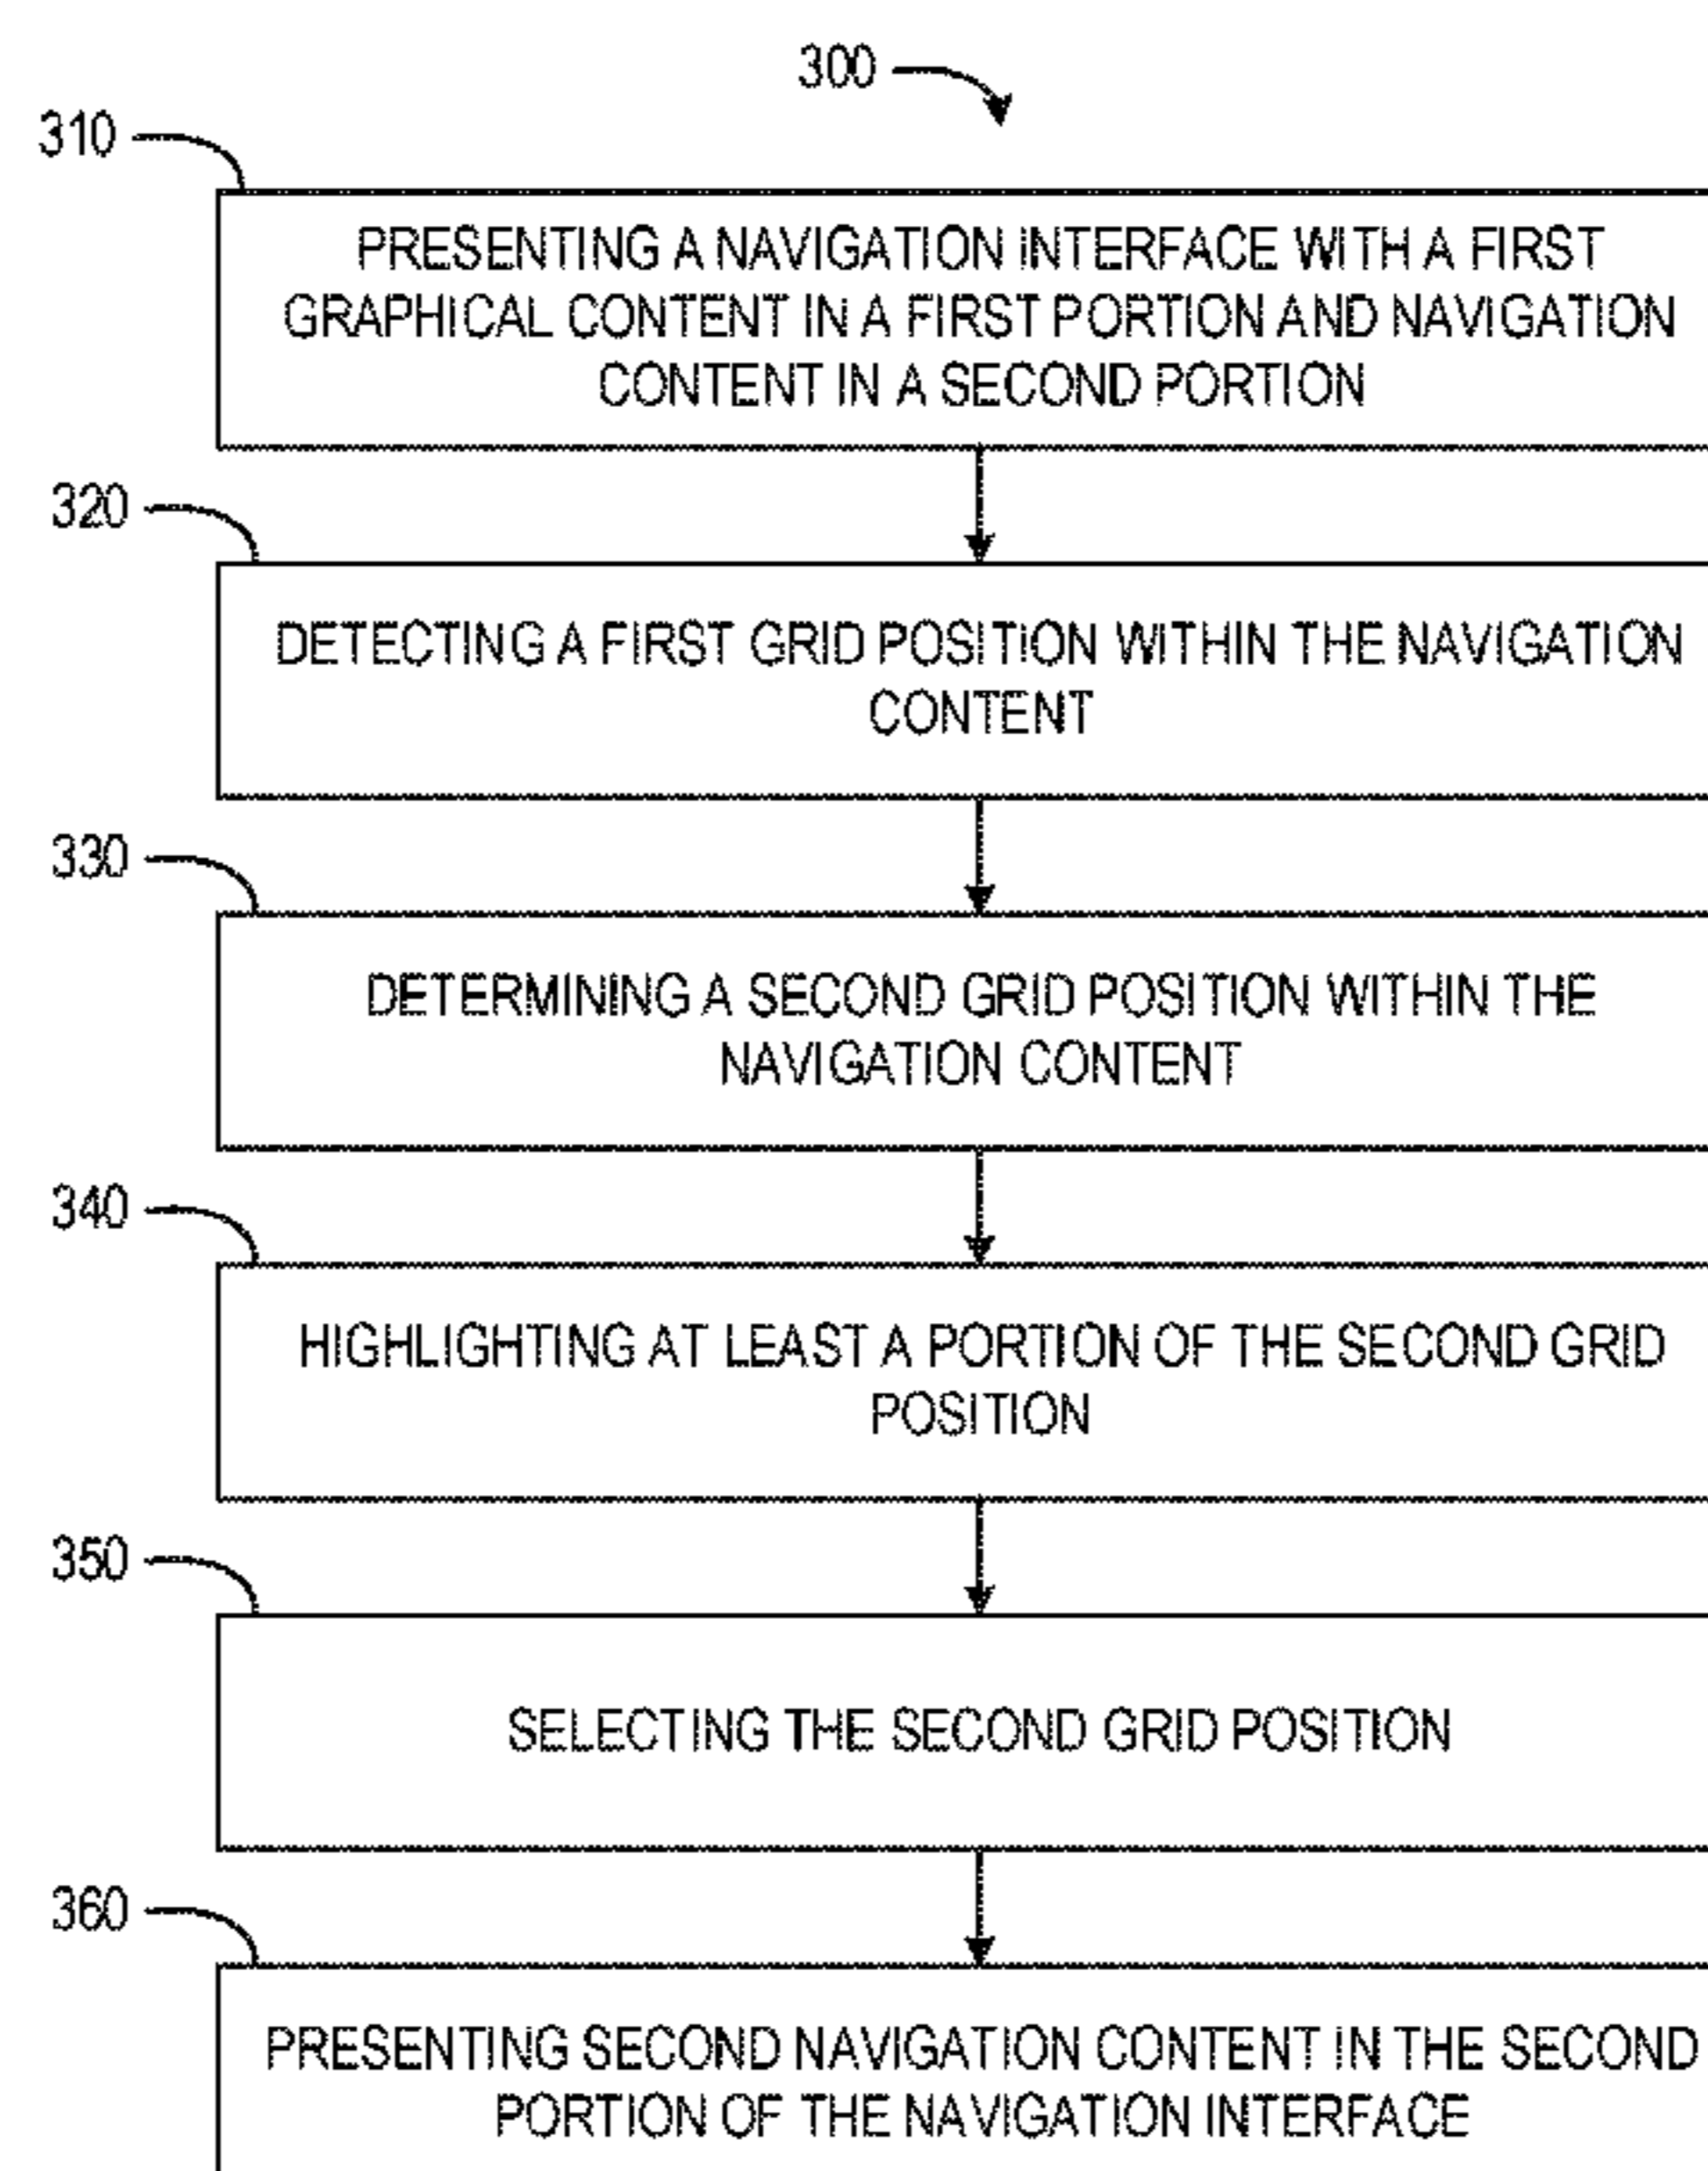 300
310
PRESENTING A NAVIGATION INTERFACE WITH A FIRST
GRAPHICAL CONTENT IN A FIRST PORTION AND NAVIGATION
CONTENT IN A SECOND PORTION
320
DETECTING A FIRST GRID POSITION WITHIN THE NAVIGATION
CONTENT
330
DETERMINING A SECOND GRID POSITION WITHIN THE
NAVIGATION CONTENT
340
HIGHLIGHTING AT LEAST A PORTION OF THE SECOND GRID
POSITION
350
SELECTING THE SECOND GRID POSITION
360
PRESENTING SECOND NAVIGATION CONTENT IN THE SECOND
PORTION OF THE NAVIGATION INTERFACE